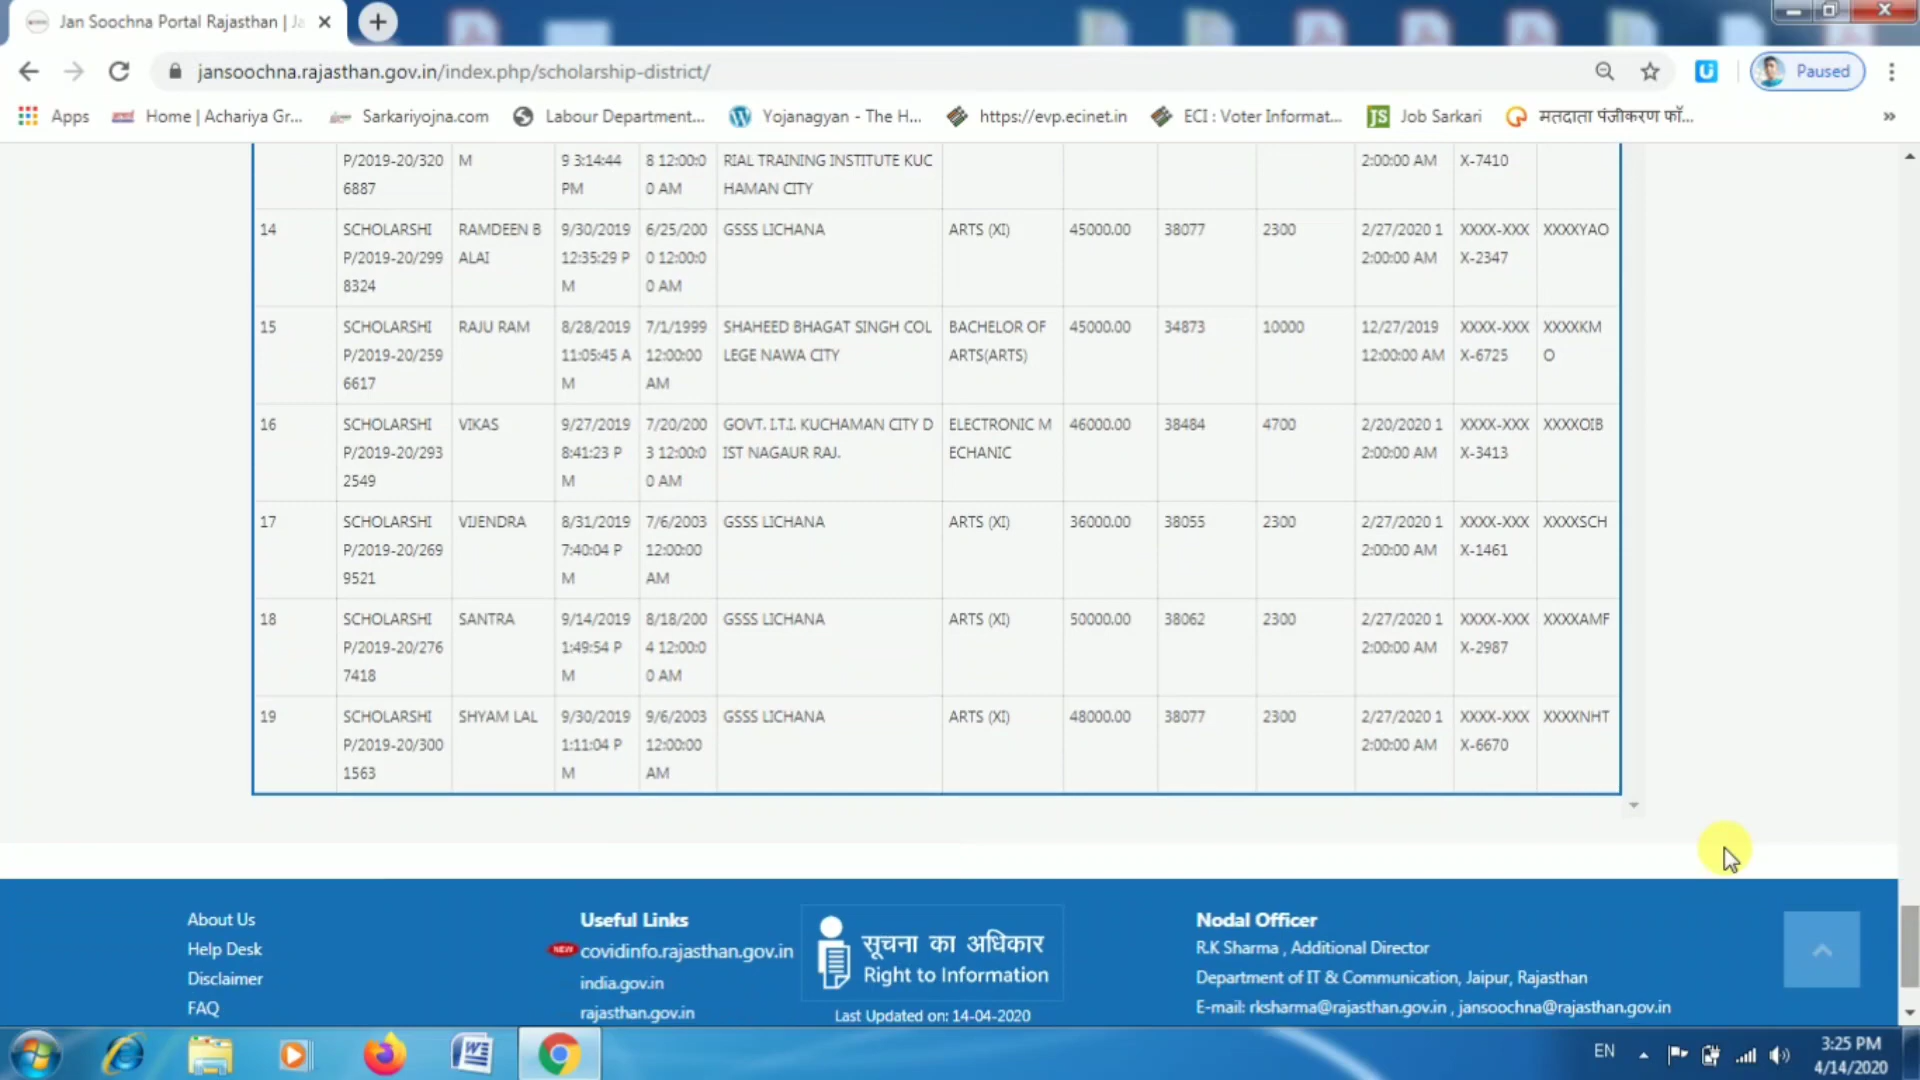 Jan Soochna Portal Rajasthan | Ja
jansoochna.rajasthan.gov.in/index.php/scholarship-district/
Paused
Apps
Home | Achariya Gr...
Sarkariyojna.com
Labour Department...
Yojanagyan - The H...
https://evp.ecinet.in
ECI : Voter Informat...
JS Job Sarkari
मतदाता पंजीकरण फॉ...
»
P/2019-20/320 M 9 3:14:44 8 12:00:0 RIAL TRAINING INSTITUTE KUC 2:00:00 AM X-7410
6887 PM 0 AM HAMAN CITY
14 SCHOLARSHI RAMDEEN B 9/30/2019 6/25/200 GSSS LICHANA ARTS (XI) 45000.00 38077 2300 2/27/2020 1 XXXX-XXX XXXXYAO
P/2019-20/299 ALAI 12:35:29 P 0 12:00:0 2:00:00 AM X-2347
8324 M 0 AM
15 SCHOLARSHI RAJU RAM 8/28/2019 7/1/1999 SHAHEED BHAGAT SINGH COL BACHELOR OF 45000.00 34873 10000 12/27/2019 XXXX-XXX XXXXKM
P/2019-20/259 11:05:45 A 12:00:00 LEGE NAWA CITY ARTS(ARTS) 12:00:00 AM X-6725 O
6617 M AM
16 SCHOLARSHI VIKAS 9/27/2019 7/20/200 GOVT. I.T.I. KUCHAMAN CITY D ELECTRONIC M 46000.00 38484 4700 2/20/2020 1 XXXX-XXX XXXXOIB
P/2019-20/293 8:41:23 P 3 12:00:0 IST NAGAUR RAJ. ECHANIC 2:00:00 AM X-3413
2549 M 0 AM
17 SCHOLARSHI VIJENDRA 8/31/2019 7/6/2003 GSSS LICHANA ARTS (XI) 36000.00 38055 2300 2/27/2020 1 XXXX-XXX XXXXSCH
P/2019-20/269 7:40:04 P 12:00:00 2:00:00 AM X-1461
9521 M AM
18 SCHOLARSHI SANTRA 9/14/2019 8/18/200 GSSS LICHANA ARTS (XI) 50000.00 38062 2300 2/27/2020 1 XXXX-XXX XXXXAMF
P/2019-20/276 1:49:54 P 4 12:00:0 2:00:00 AM X-2987
7418 M 0 AM
19 SCHOLARSHI SHYAM LAL 9/30/2019 9/6/2003 GSSS LICHANA ARTS (XI) 48000.00 38077 2300 2/27/2020 1 XXXX-XXX XXXXNHT
P/2019-20/300 1:11:04 P 12:00:00 2:00:00 AM X-6670
1563 M AM
About Us
Help Desk
Disclaimer
FAQ
Useful Links
NEW covidinfo.rajasthan.gov.in
india.gov.in
rajasthan.gov.in
सूचना का अधिकार
Right to Information
Last Updated on: 14-04-2020
Nodal Officer
R.K Sharma , Additional Director
Department of IT & Communication, Jaipur, Rajasthan
E-mail: rksharma@rajasthan.gov.in , jansoochna@rajasthan.gov.in
EN
3:25 PM
4/14/2020